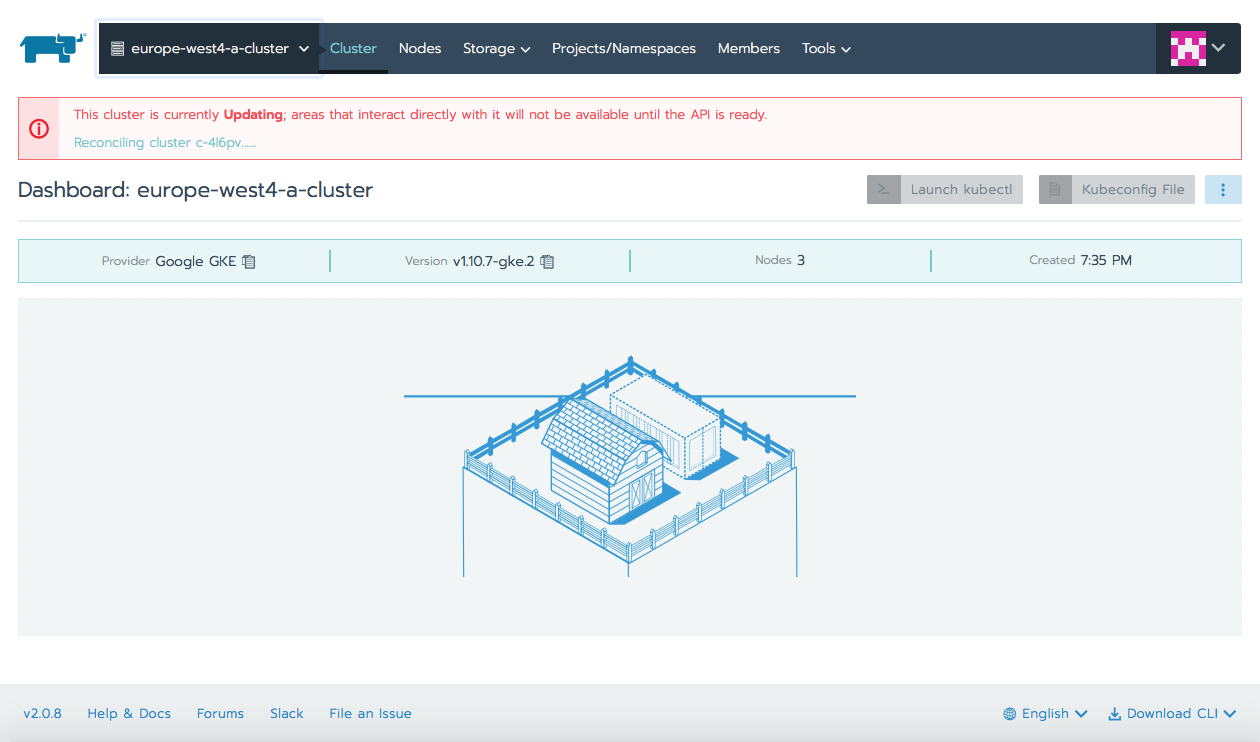 europe-west4-a-cluster Cluster Nodes Storage Projects/Namespaces Members Tools
This cluster is currently Updating; areas that interact directly with it will not be available until the API is ready.
Reconciling cluster c-4l6pv......
Dashboard: europe-west4-a-cluster >_ Launch kubectl Kubeconfig File
Provider Google GKE Version v1.10.7-gke.2 Nodes 3 Created 7:35 PM
v2.0.8 Help & Docs Forums Slack File an Issue English Download CLI